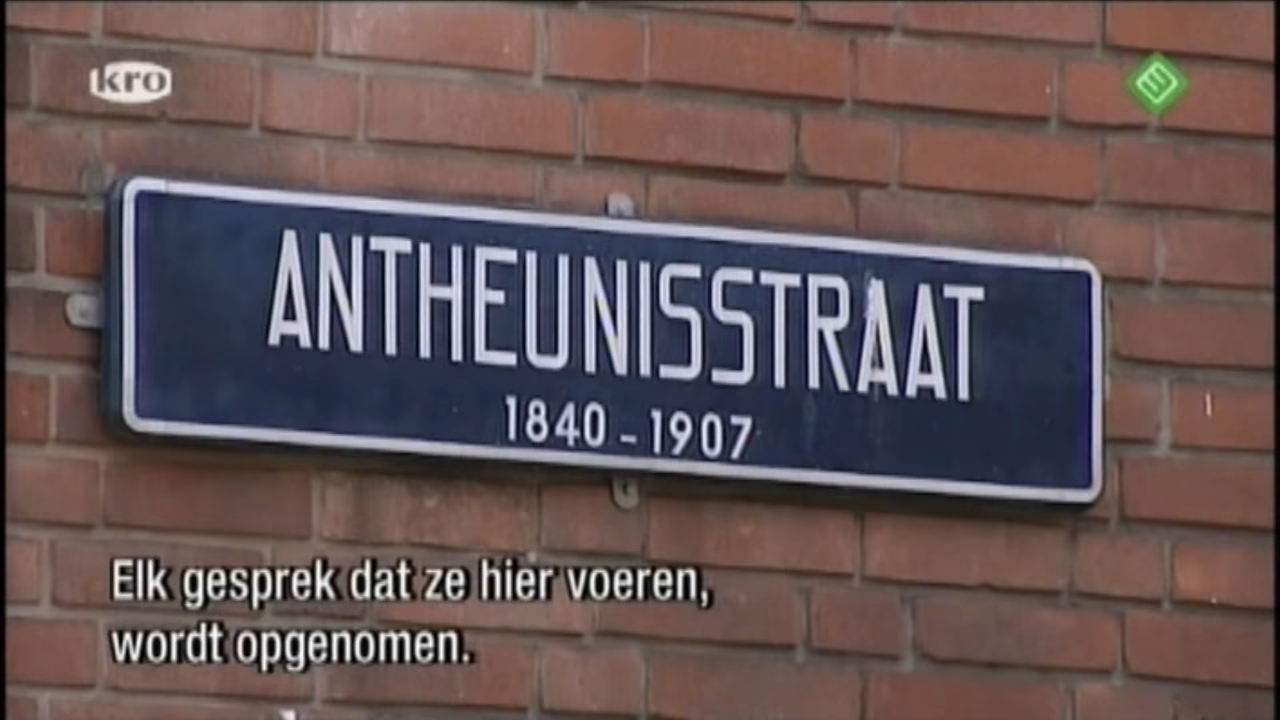 kro
ANTHEUNISSTRAAT
1840 - 1907
Elk gesprek dat ze hier voeren,
wordt opgenomen.